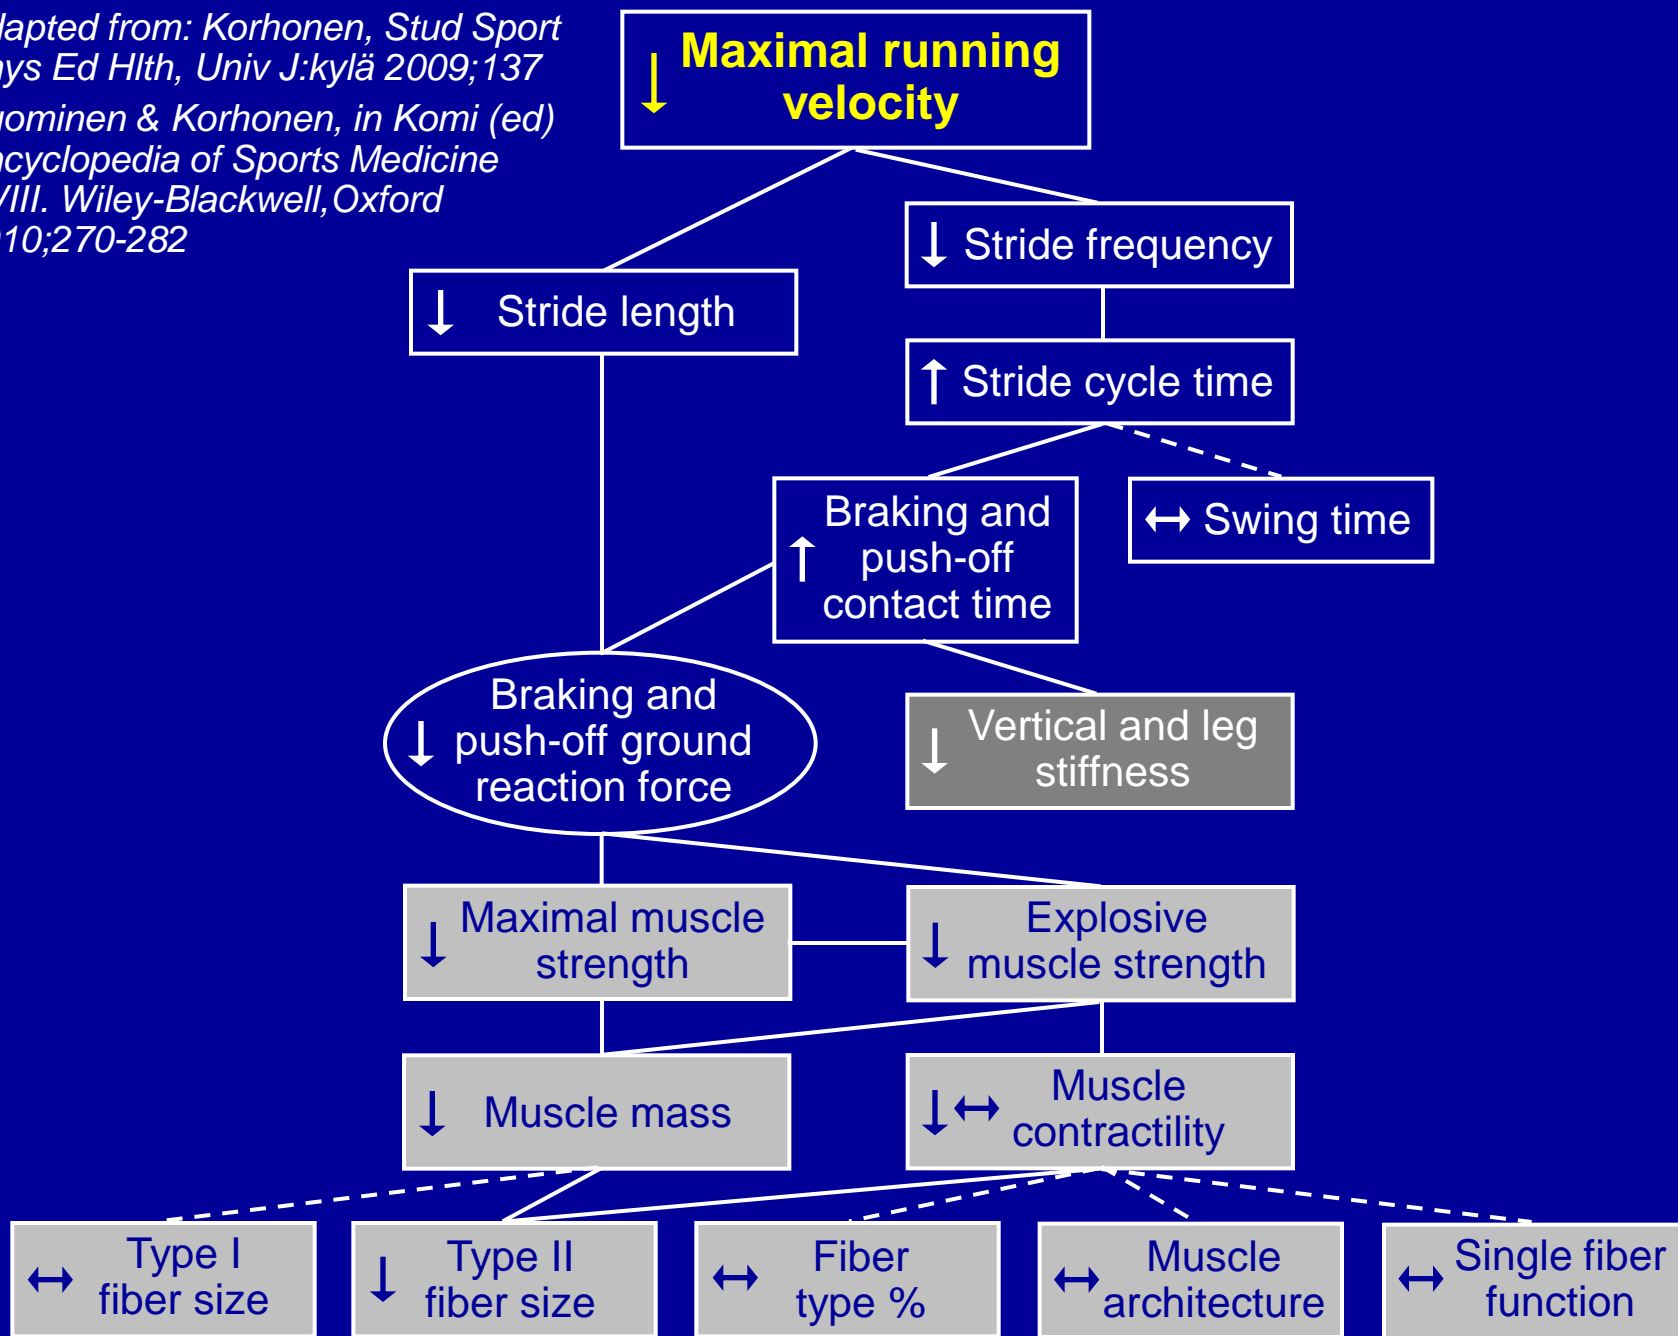 dapted from: Korhonen, Stud Sport
hys Ed Hlth, Univ J:kylä 2009;137
uominen & Korhonen, in Komi (ed)
ncyclopedia of Sports Medicine
VIII. Wiley-Blackwell,Oxford
10;270-282
↓ Maximal running
velocity
↓ Stride frequency
↓ Stride length
↑ Stride cycle time
Braking and
↑ push-off
contact time
↔ Swing time
Braking and
↓ push-off ground
reaction force
↓ Vertical and leg
stiffness
↓ Maximal muscle
strength
↓ Explosive
muscle strength
↓ Muscle mass
↓ ↔ Muscle
contractility
↔ Type I
fiber size
↓ Type II
fiber size
↔ Fiber
type %
↔ Muscle
architecture
↔ Single fiber
function